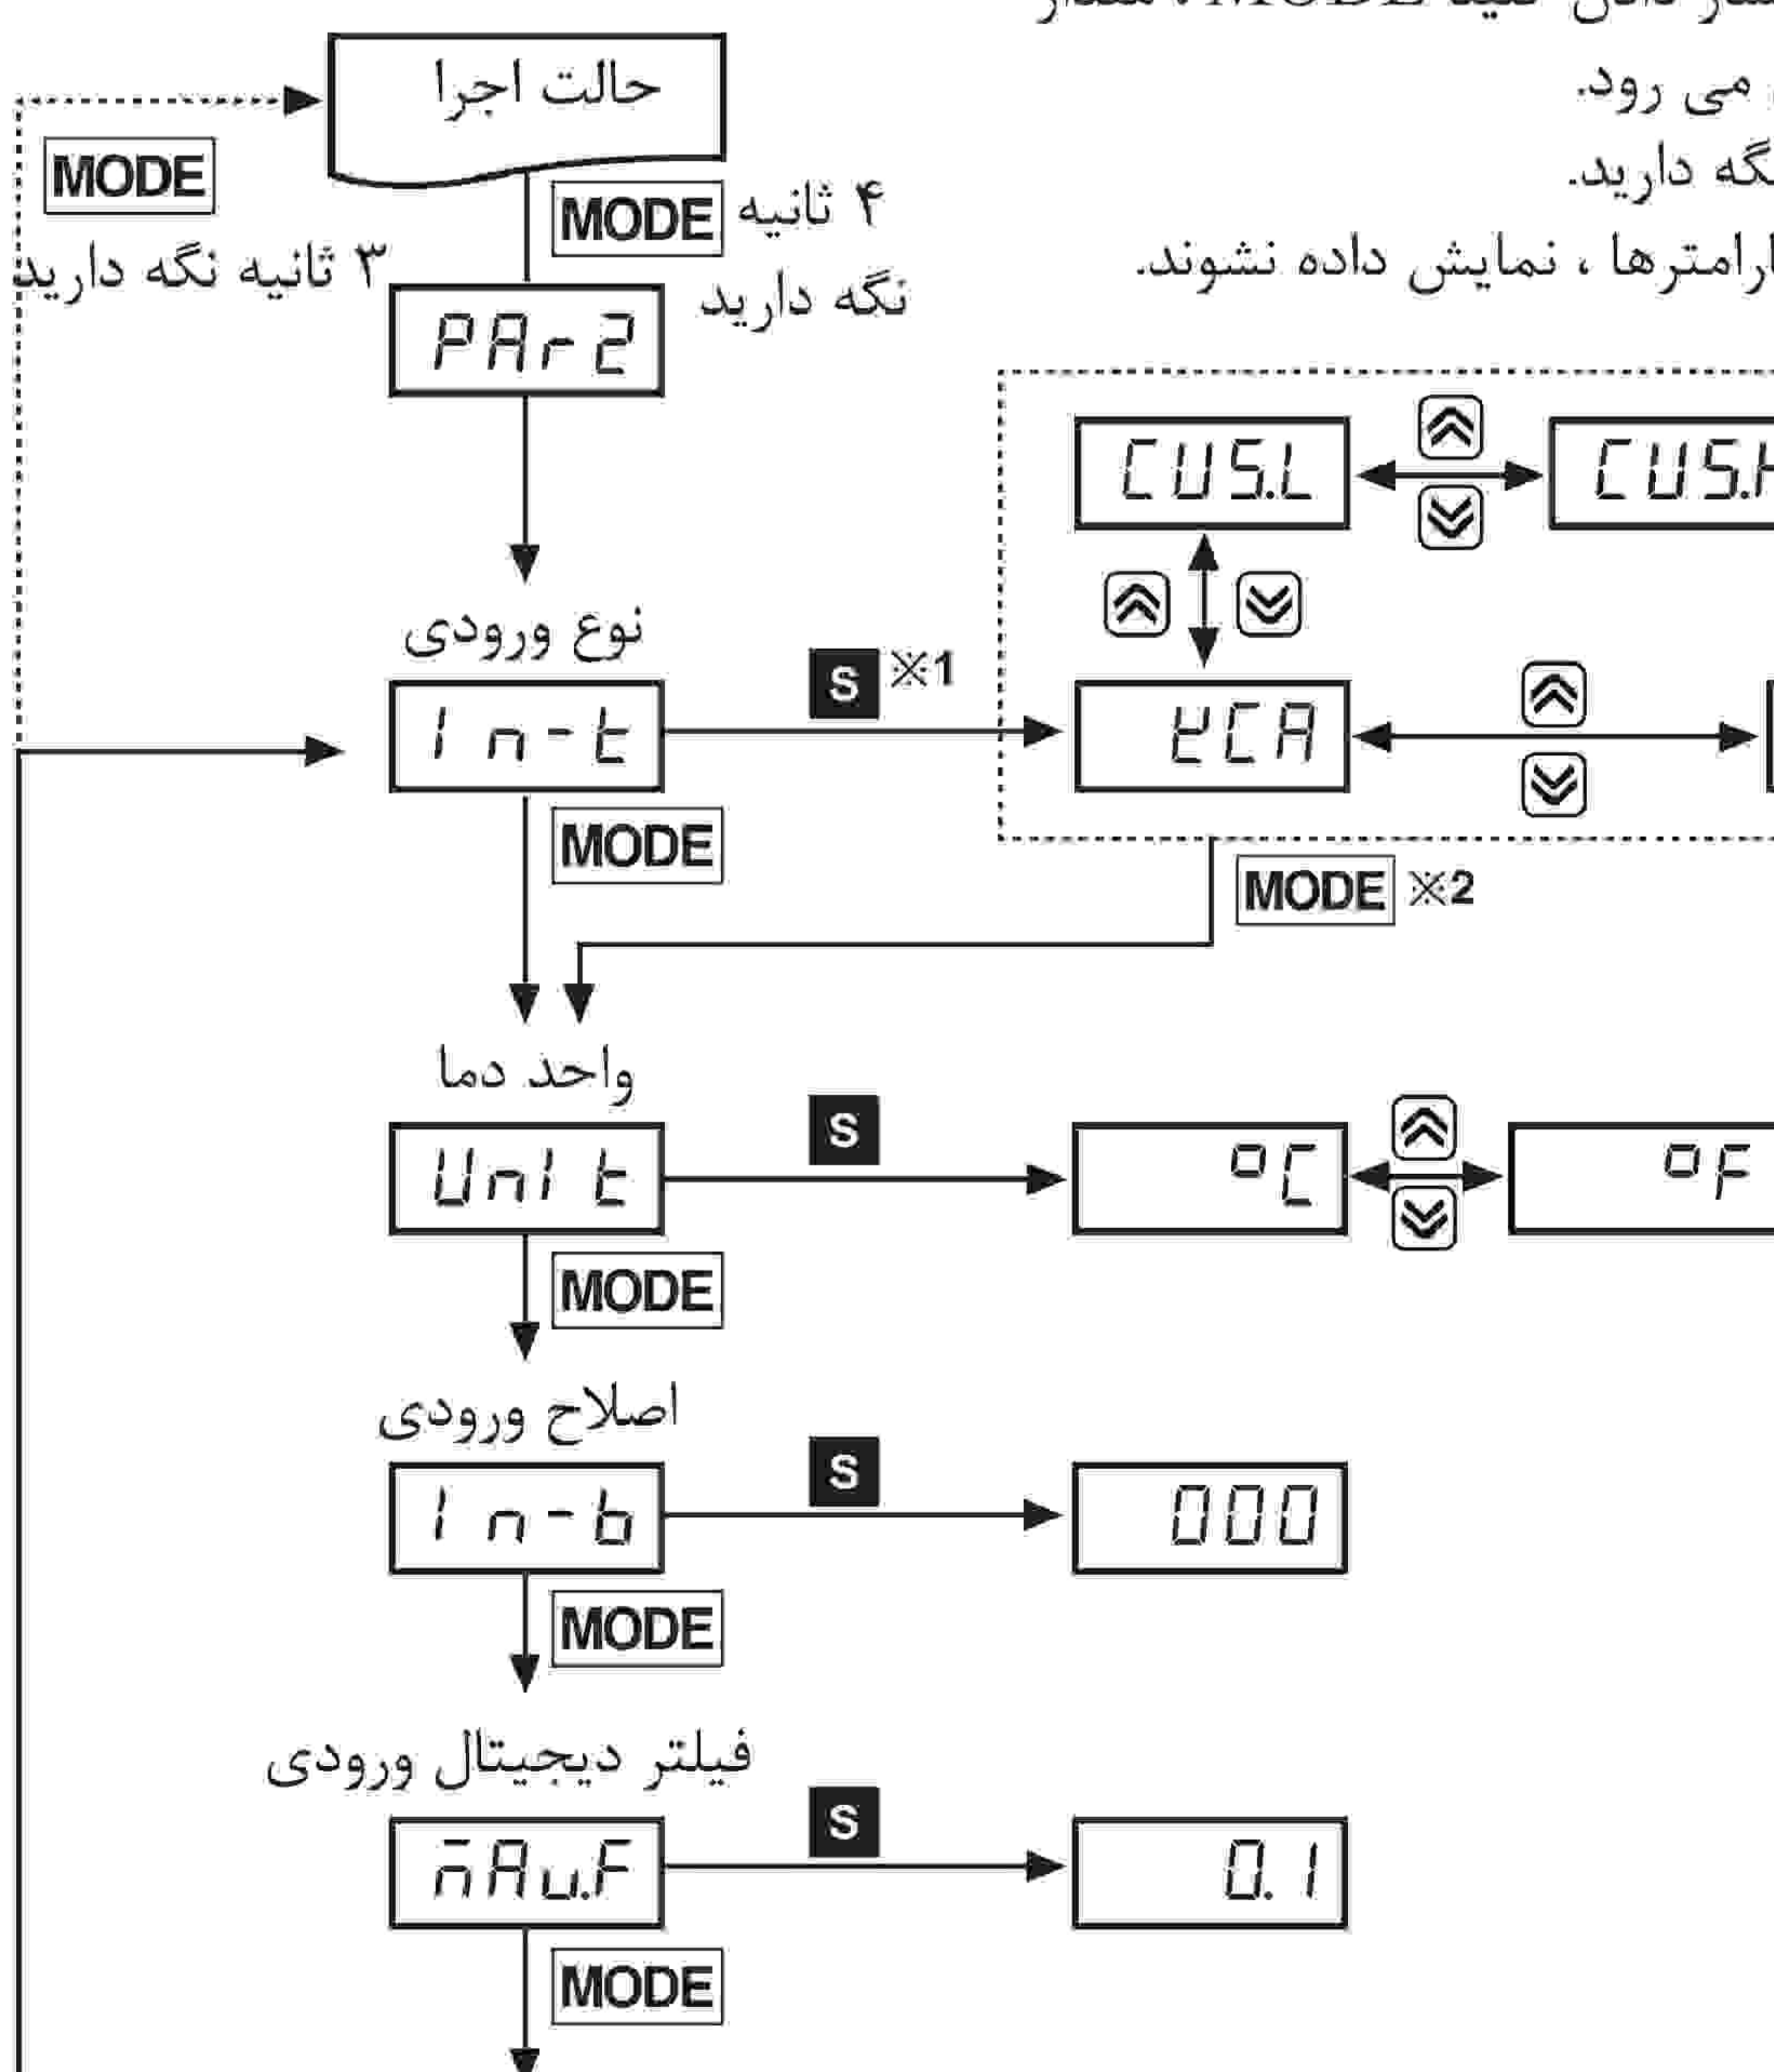 MODE ، مقدار
می رود.
نگه دارید.
پارامترها ، نمایش داده نشوند.
حالت اجرا
MODE
۳ ثانیه نگه دارید
MODE ۴ ثانیه
نگه دارید
PAr2
CUS.L
CUS.H
نوع ورودی
In-t
S ※1
tCA
MODE
MODE ※2
واحد دما
UnIt
S
°C
°F
MODE
اصلاح ورودی
In-b
S
000
MODE
فیلتر دیجیتال ورودی
S
0.1
MODE